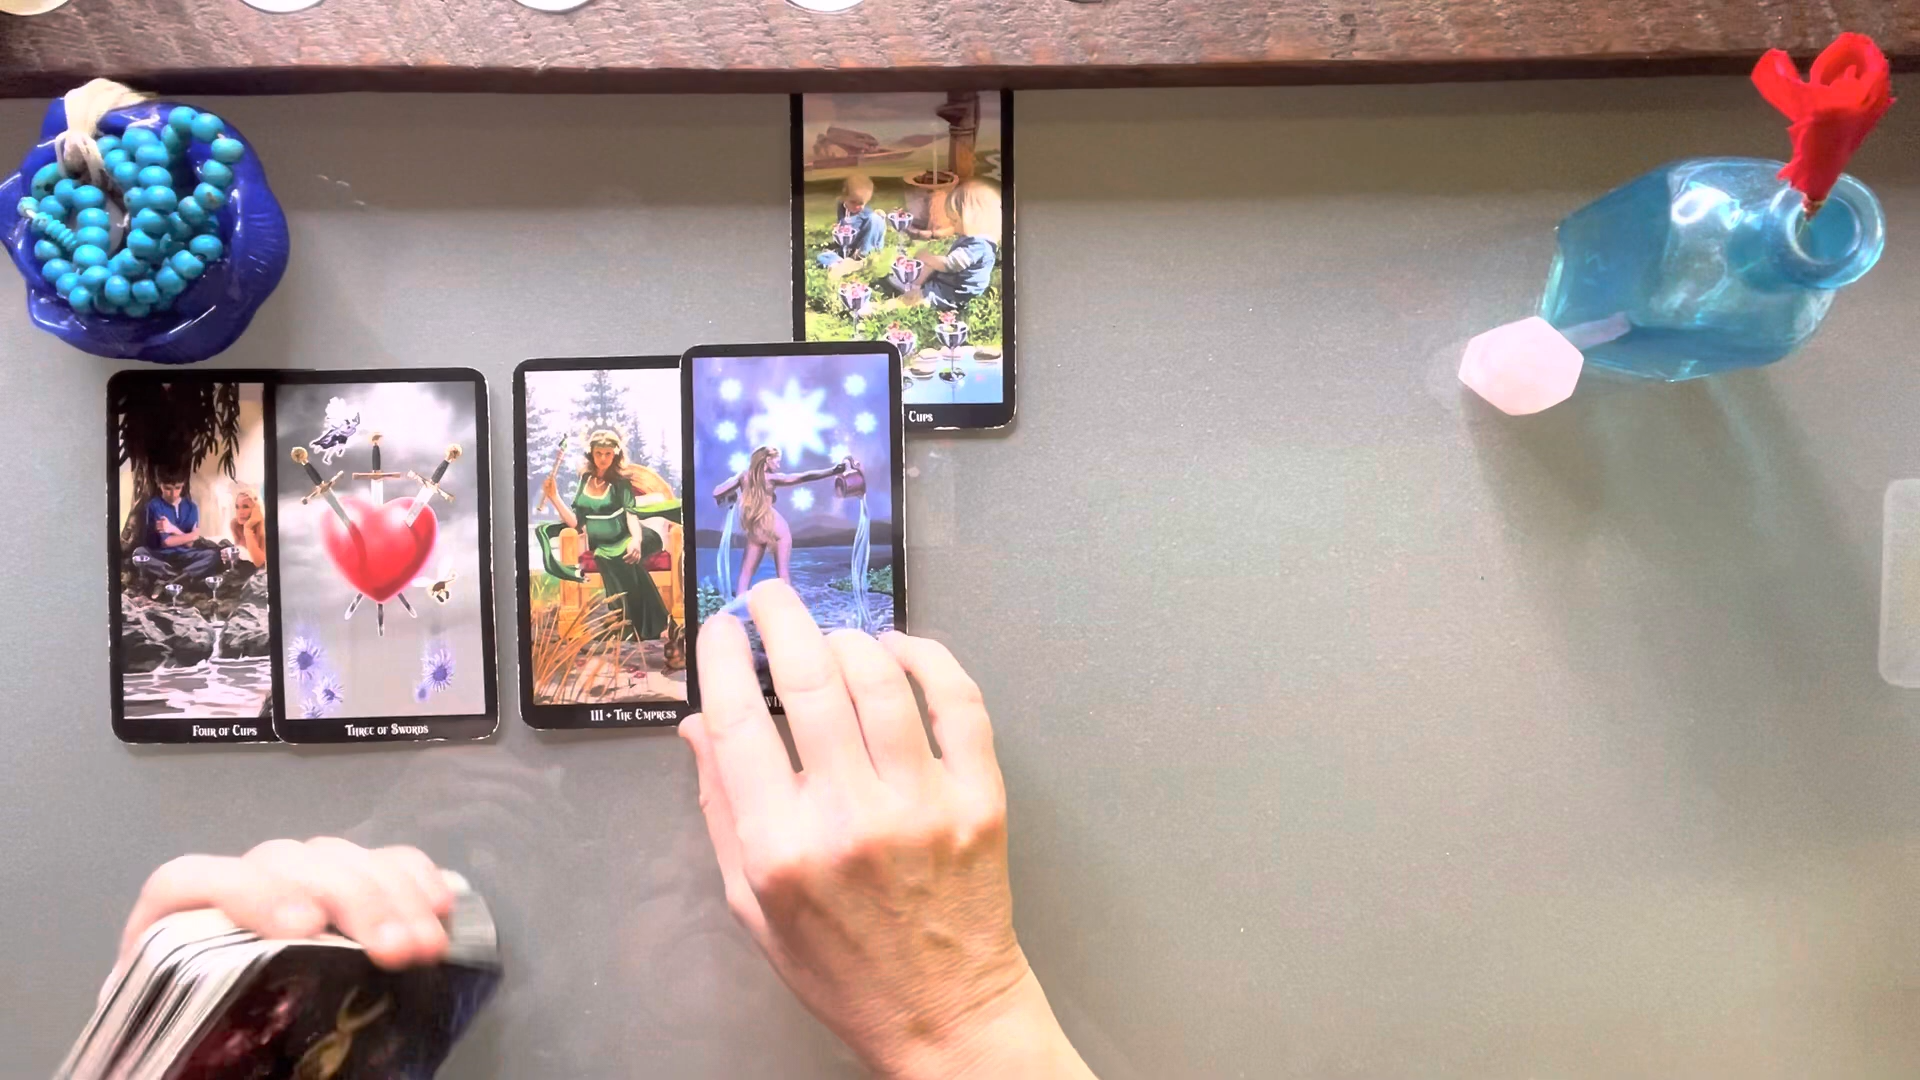 Cups
Four of Cups
Three of Swords
III + The Empress